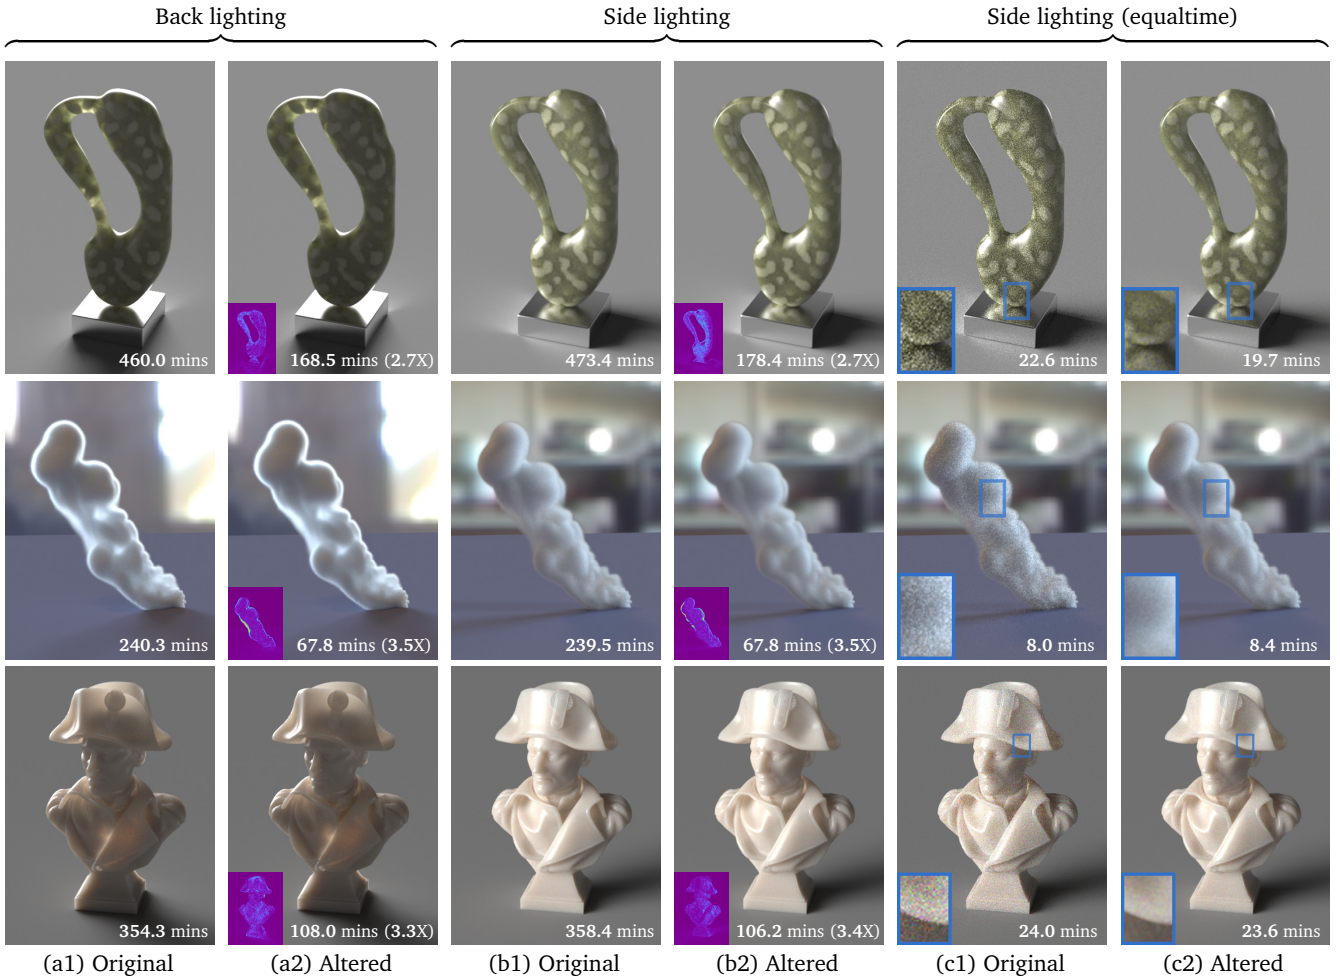 Back lighting
Side lighting
Side lighting (equaltime)
460.0 mins
168.5 mins (2.7X)
473.4 mins
178.4 mins (2.7X)
22.6 mins
19.7 mins
240.3 mins
67.8 mins (3.5X)
239.5 mins
67.8 mins (3.5X)
8.0 mins
8.4 mins
354.3 mins
108.0 mins (3.3X)
358.4 mins
106.2 mins (3.4X)
24.0 mins
23.6 mins
(a1) Original
(a2) Altered
(b1) Original
(b2) Altered
(c1) Original
(c2) Altered